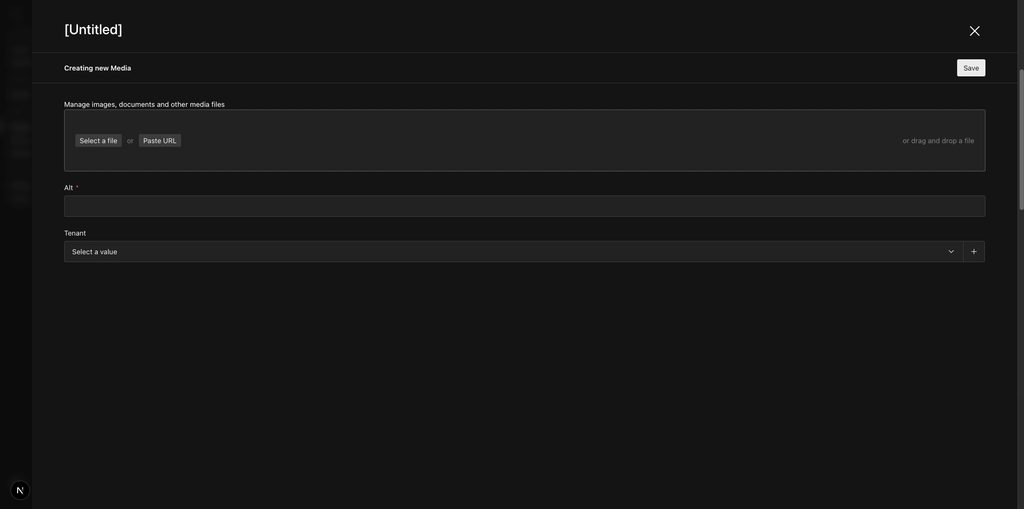 [Untitled]
Creating new Media
Save
Manage images, documents and other media files
Select a file or Paste URL or drag and drop a file
Alt *
Tenant
Select a value
N